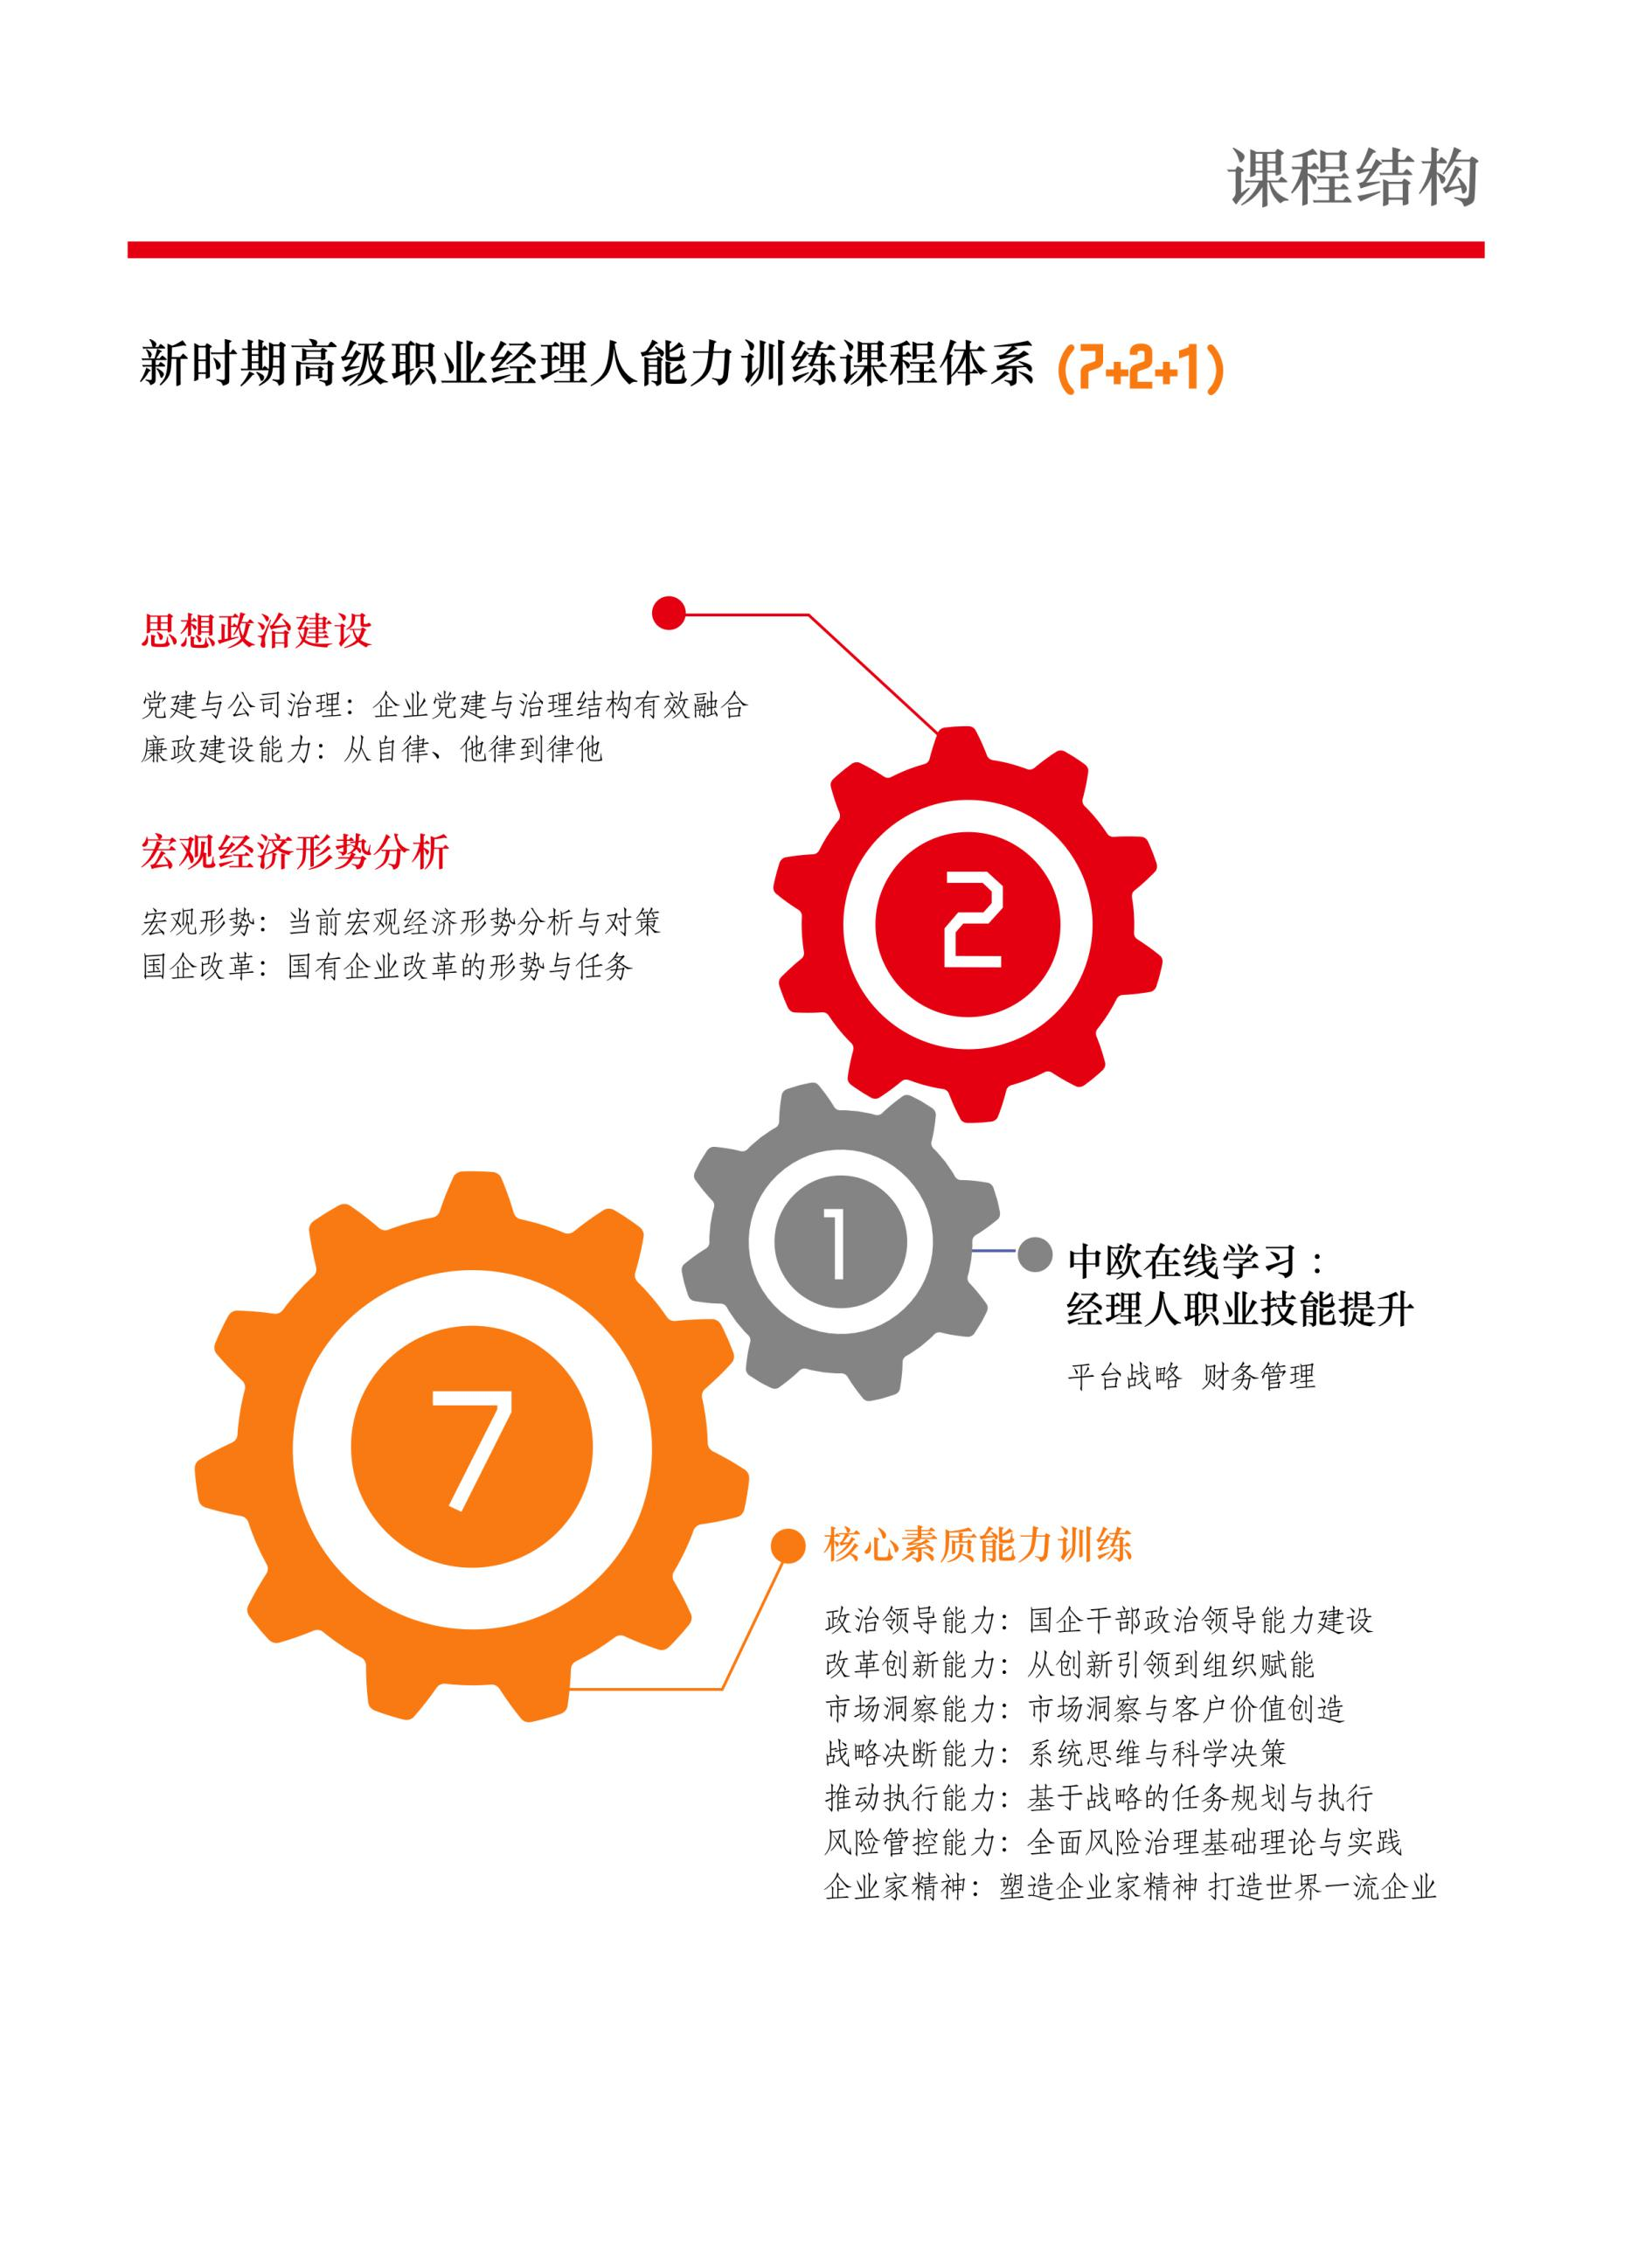 课程结构
新时期高级职业经理人能力训练课程体系 (7+2+1)
思想政治建设
党建与公司治理：企业党建与治理结构有效融合
廉政建设能力：从自律、他律到律他
宏观经济形势分析
宏观形势：当前宏观经济形势分析与对策
国企改革：国有企业改革的形势与任务
2
1
中欧在线学习：
经理人职业技能提升
平台战略 财务管理
7
核心素质能力训练
政治领导能力：国企干部政治领导能力建设
改革创新能力：从创新引领到组织赋能
市场洞察能力：市场洞察与客户价值创造
战略决断能力：系统思维与科学决策
推动执行能力：基于战略的任务规划与执行
风险管控能力：全面风险治理基础理论与实践
企业家精神：塑造企业家精神 打造世界一流企业